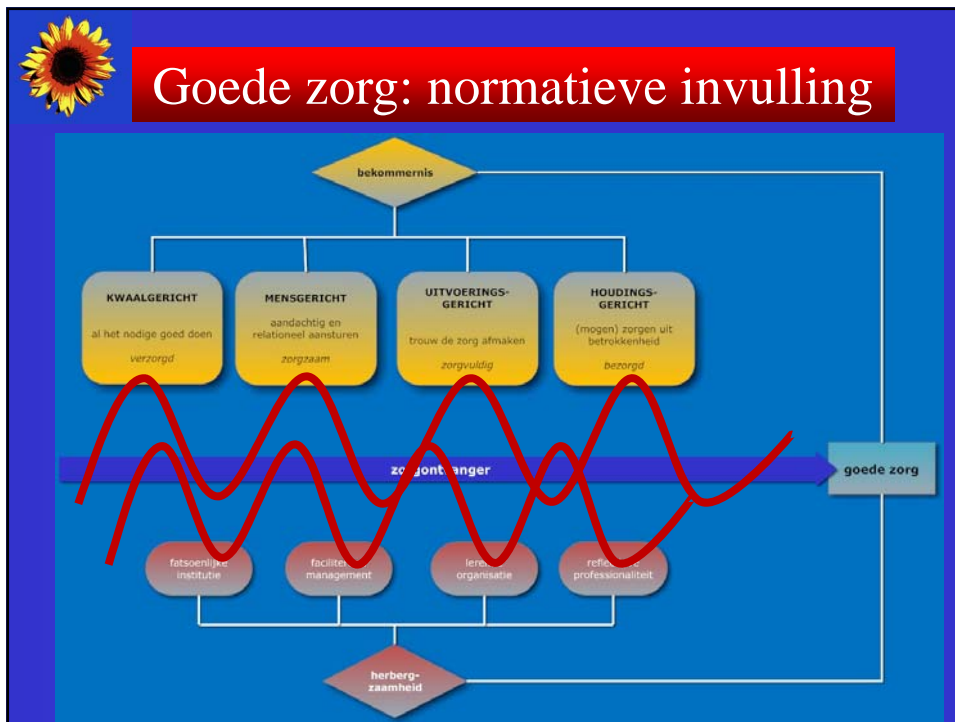 Goede zorg: normatieve invulling
bekommernis
KWAALGERICHT
al het nodige goed doen
verzorgd
MENSGERICHT
aandachtig en
relationeel aansturen
zorgzaam
UITVOERINGS-
GERICHT
trouw de zorg afmaken
zorgvuldig
HOUDINGS-
GERICHT
(mogen) zorgen uit
betrokkenheid
bezorgd
zorgontvanger
goede zorg
fatsoenlijke
institutie
management
organisatie
professionaliteit
herberg-
zaamheid